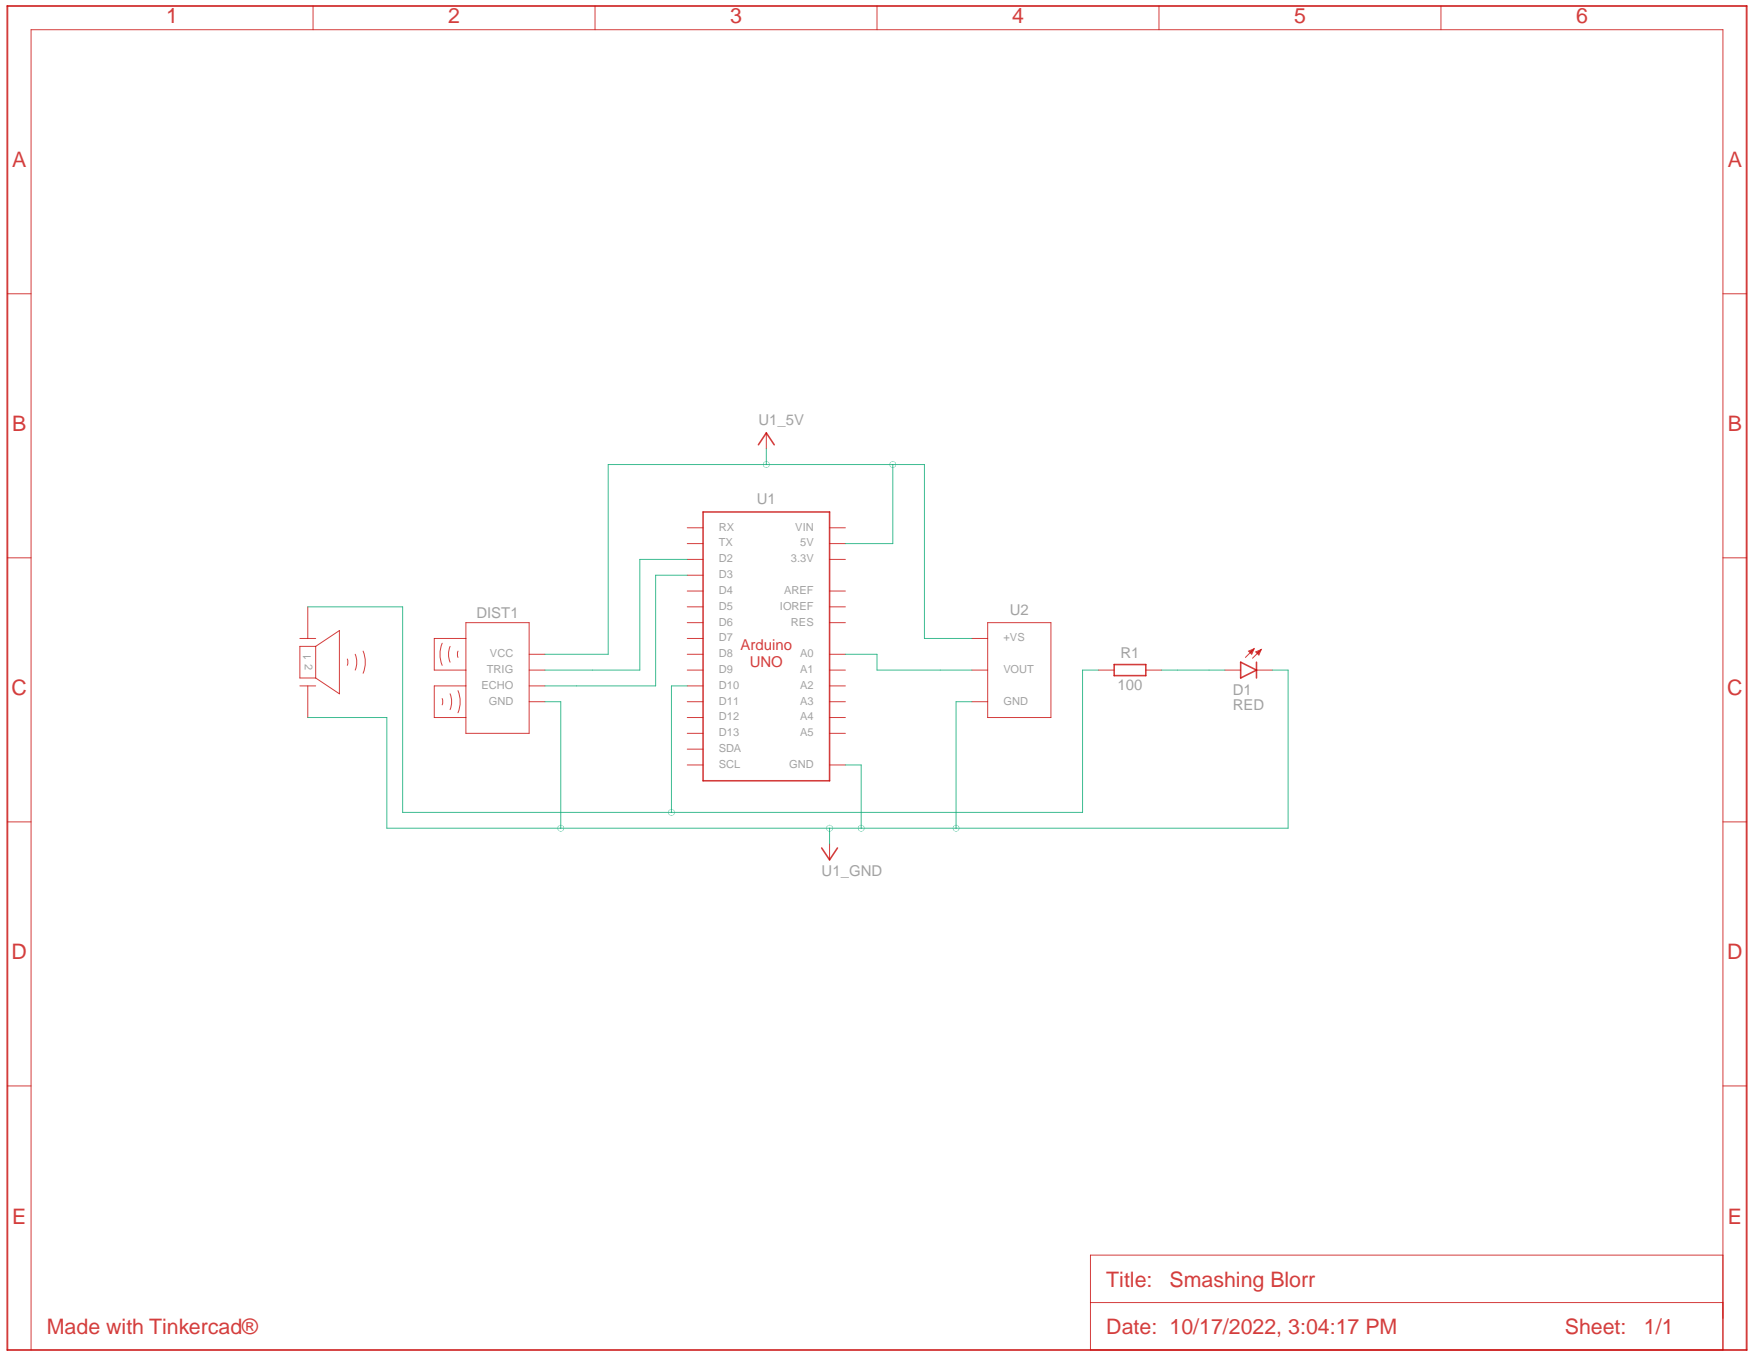 1 2 3 4 5 6
A A
B B
U1_5V
U1
RX VIN
TX 5V
D2 3.3V
D3
D4 AREF
D5 IOREF
DIST1 U2
D6 RES
D7 +VS
Arduino
UNO
VCC D8 A0 R1
TRIG D9 A1 VOUT
ECHO D10 A2 100
1 2
C C
D1
GND D11 A3 GND RED
D12 A4
D13 A5
SDA
SCL GND
U1_GND
D D
E E
Title: Smashing Blorr
Made with Tinkercad® Date: 10/17/2022, 3:04:17 PM Sheet: 1/1